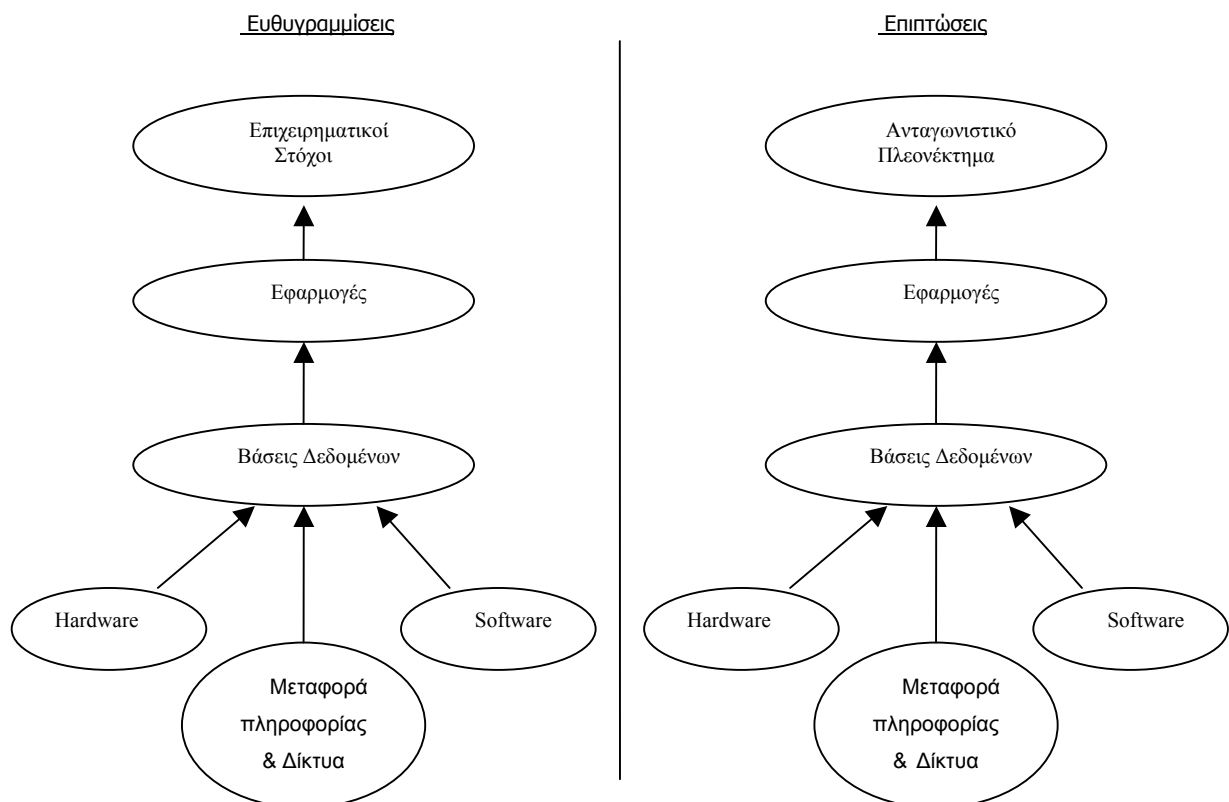 Ευθυγραμμίσεις
Επιχειρηματικοί
Στόχοι
Εφαρμογές
Βάσεις Δεδομένων
Hardware
Software
Μεταφορά
πληροφορίας
& Δίκτυα
Επιπτώσεις
Ανταγωνιστικό
Πλεονέκτημα
Εφαρμογές
Βάσεις Δεδομένων
Hardware
Software
Μεταφορά
πληροφορίας
& Δίκτυα